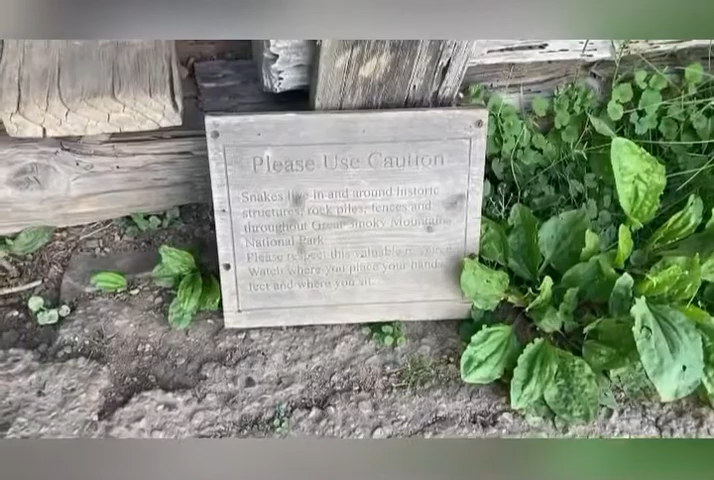 Please Use Caution
Snakes live in and around historic
structures, rock piles, fences and
throughout Great Smoky Mountains
National Park.
Please respect this valuable resource.
Watch where you place your hands,
feet and where you sit.